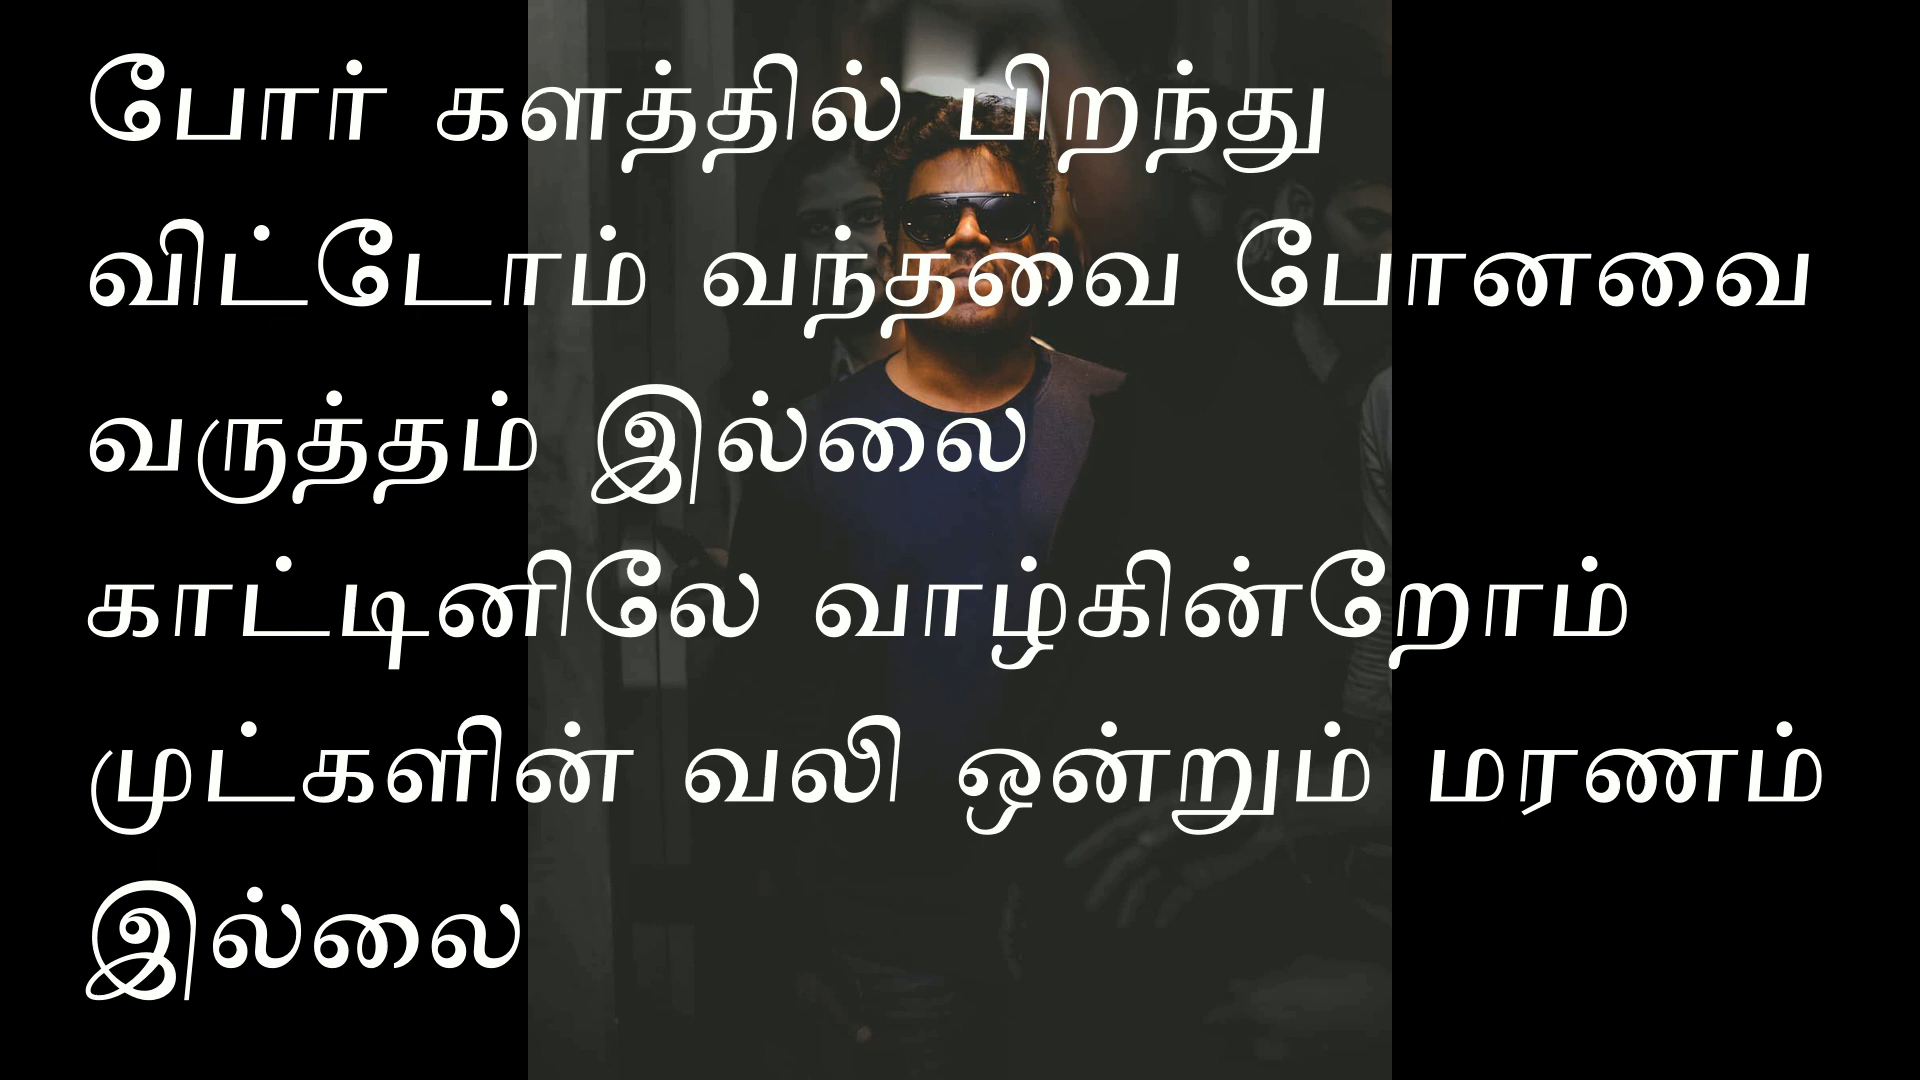 போர் களத்தில் பிறந்து
விட்டோம் வந்தவை போனவை
வருத்தம் இல்லை
காட்டினிலே வாழ்கின்றோம்
முட்களின் வலி ஒன்றும் மரணம்
இல்லை